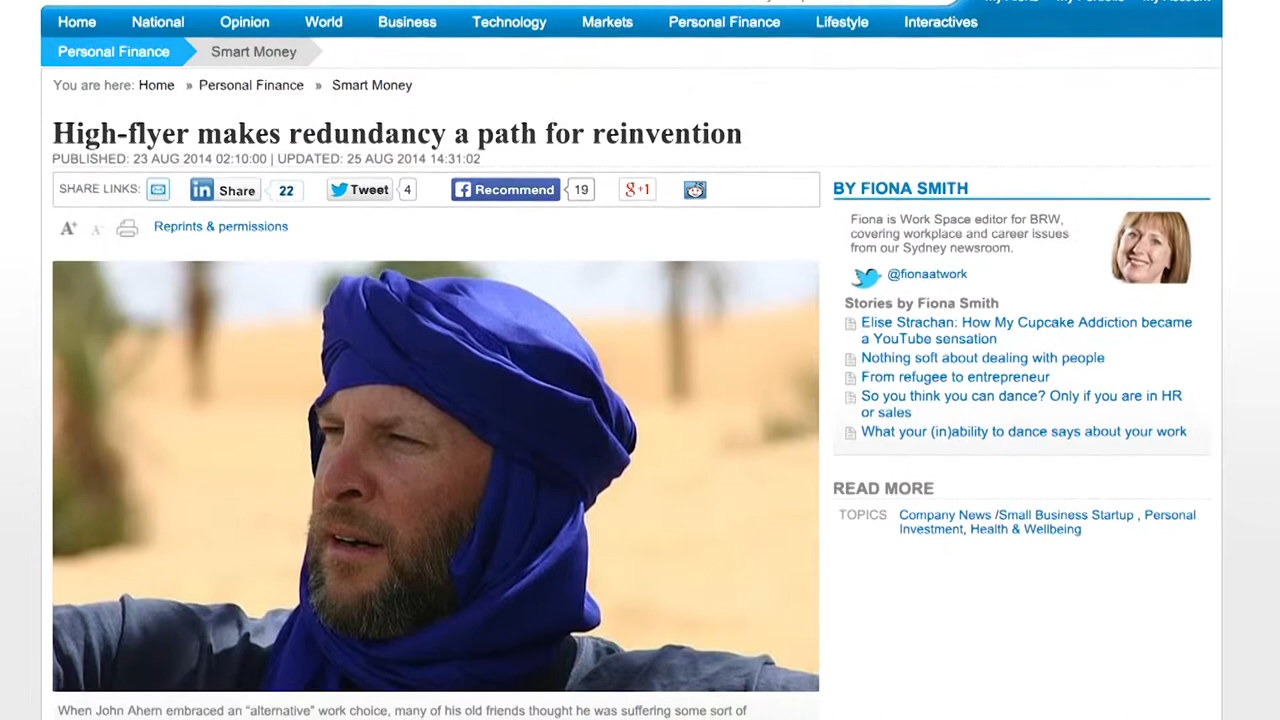 Home National Opinion World Business Technology Markets Personal Finance Lifestyle Interactives
Personal Finance Smart Money
You are here: Home » Personal Finance » Smart Money
High-flyer makes redundancy a path for reinvention
PUBLISHED: 23 AUG 2014 02:10:00 | UPDATED: 25 AUG 2014 14:31:02
SHARE LINKS: in Share 22 Tweet 4 f Recommend 19 g+1
A+ A- Reprints & permissions
BY FIONA SMITH
Fiona is Work Space editor for BRW,
covering workplace and career issues
from our Sydney newsroom.
@fionaatwork
Stories by Fiona Smith
Elise Strachan: How My Cupcake Addiction became
a YouTube sensation
Nothing soft about dealing with people
From refugee to entrepreneur
So you think you can dance? Only if you are in HR
or sales
What your (in)ability to dance says about your work
READ MORE
TOPICS Company News /Small Business Startup , Personal
Investment, Health & Wellbeing
When John Ahern embraced an “alternative” work choice, many of his old friends thought he was suffering some sort of